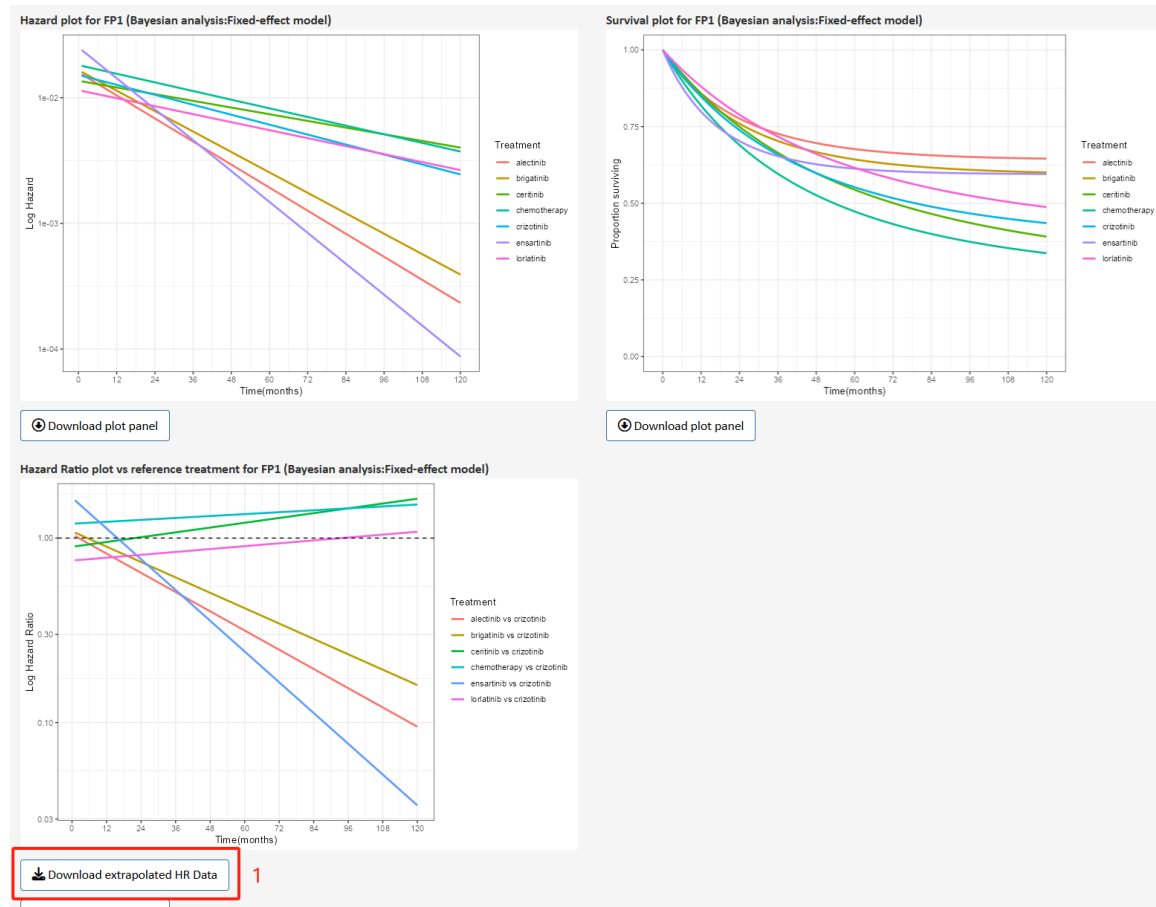 Hazard plot for FP1 (Bayesian analysis:Fixed-effect model)
1e-02
1e-03
1e-04
Log Hazard
0 12 24 36 48 60 72 84 96 108 120
Time(months)
Treatment
alectinib
brigatinib
ceritinib
chemotherapy
crizotinib
ensartinib
lorlatinib
Download plot panel
Survival plot for FP1 (Bayesian analysis:Fixed-effect model)
1.00
0.75
0.50
0.25
0.00
Proportion surviving
0 12 24 36 48 60 72 84 96 108 120
Time(months)
Treatment
alectinib
brigatinib
ceritinib
chemotherapy
crizotinib
ensartinib
lorlatinib
Download plot panel
Hazard Ratio plot vs reference treatment for FP1 (Bayesian analysis:Fixed-effect model)
1.00
0.30
0.10
0.03
Log Hazard Ratio
0 12 24 36 48 60 72 84 96 108 120
Time(months)
Treatment
alectinib vs crizotinib
brigatinib vs crizotinib
ceritinib vs crizotinib
chemotherapy vs crizotinib
ensartinib vs crizotinib
lorlatinib vs crizotinib
Download extrapolated HR Data
1